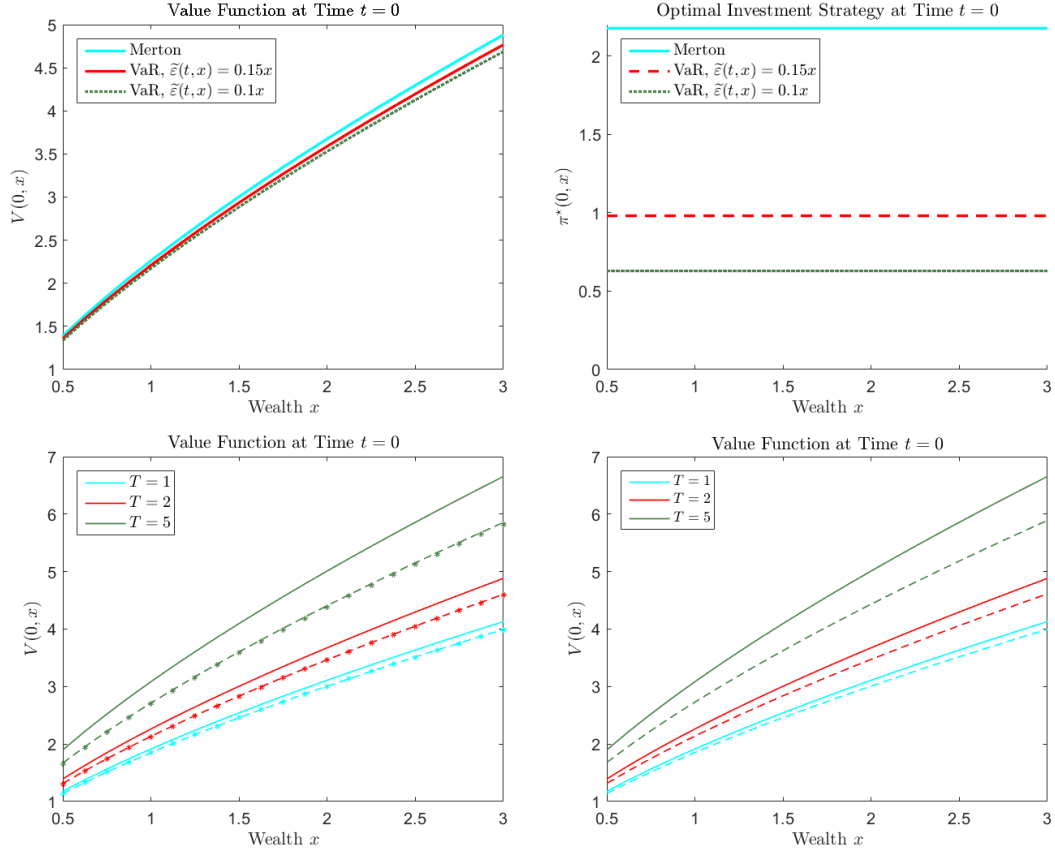 Value Function at Time t = 0
Merton
VaR, ε̃(t, x) = 0.15x
VaR, ε̃(t, x) = 0.1x
5
4.5
4
3.5
3
2.5
2
1.5
1
V(0, x)
0.5 1 1.5 2 2.5 3
Wealth x
Optimal Investment Strategy at Time t = 0
Merton
VaR, ε̃(t, x) = 0.15x
VaR, ε̃(t, x) = 0.1x
2
1.5
1
0.5
0
π*(0, x)
0.5 1 1.5 2 2.5 3
Wealth x
Value Function at Time t = 0
T = 1
T = 2
T = 5
7
6
5
4
3
2
1
V(0, x)
0.5 1 1.5 2 2.5 3
Wealth x
Value Function at Time t = 0
T = 1
T = 2
T = 5
7
6
5
4
3
2
1
V(0, x)
0.5 1 1.5 2 2.5 3
Wealth x